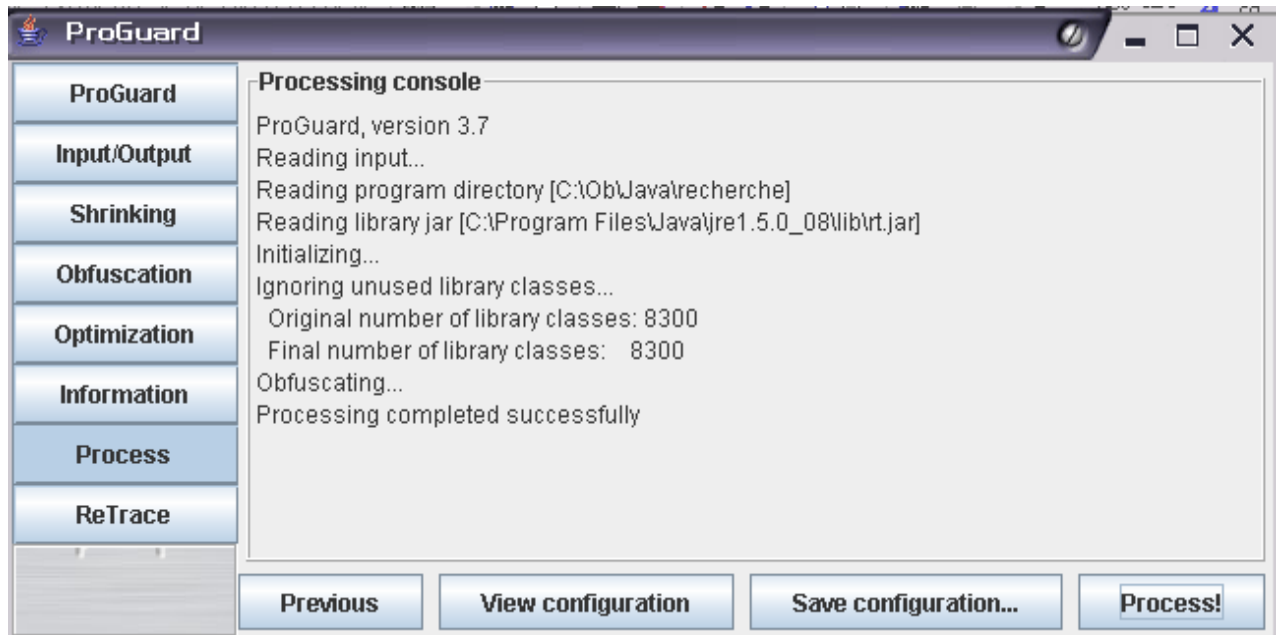 ProGuard
ProGuard
Input/Output
Shrinking
Obfuscation
Optimization
Information
Process
ReTrace
Processing console
ProGuard, version 3.7
Reading input...
Reading program directory [C:\Ob\Java\recherche]
Reading library jar [C:\Program Files\Java\jre1.5.0_08\lib\rt.jar]
Initializing...
Ignoring unused library classes...
Original number of library classes: 8300
Final number of library classes: 8300
Obfuscating...
Processing completed successfully
Previous
View configuration
Save configuration...
Process!